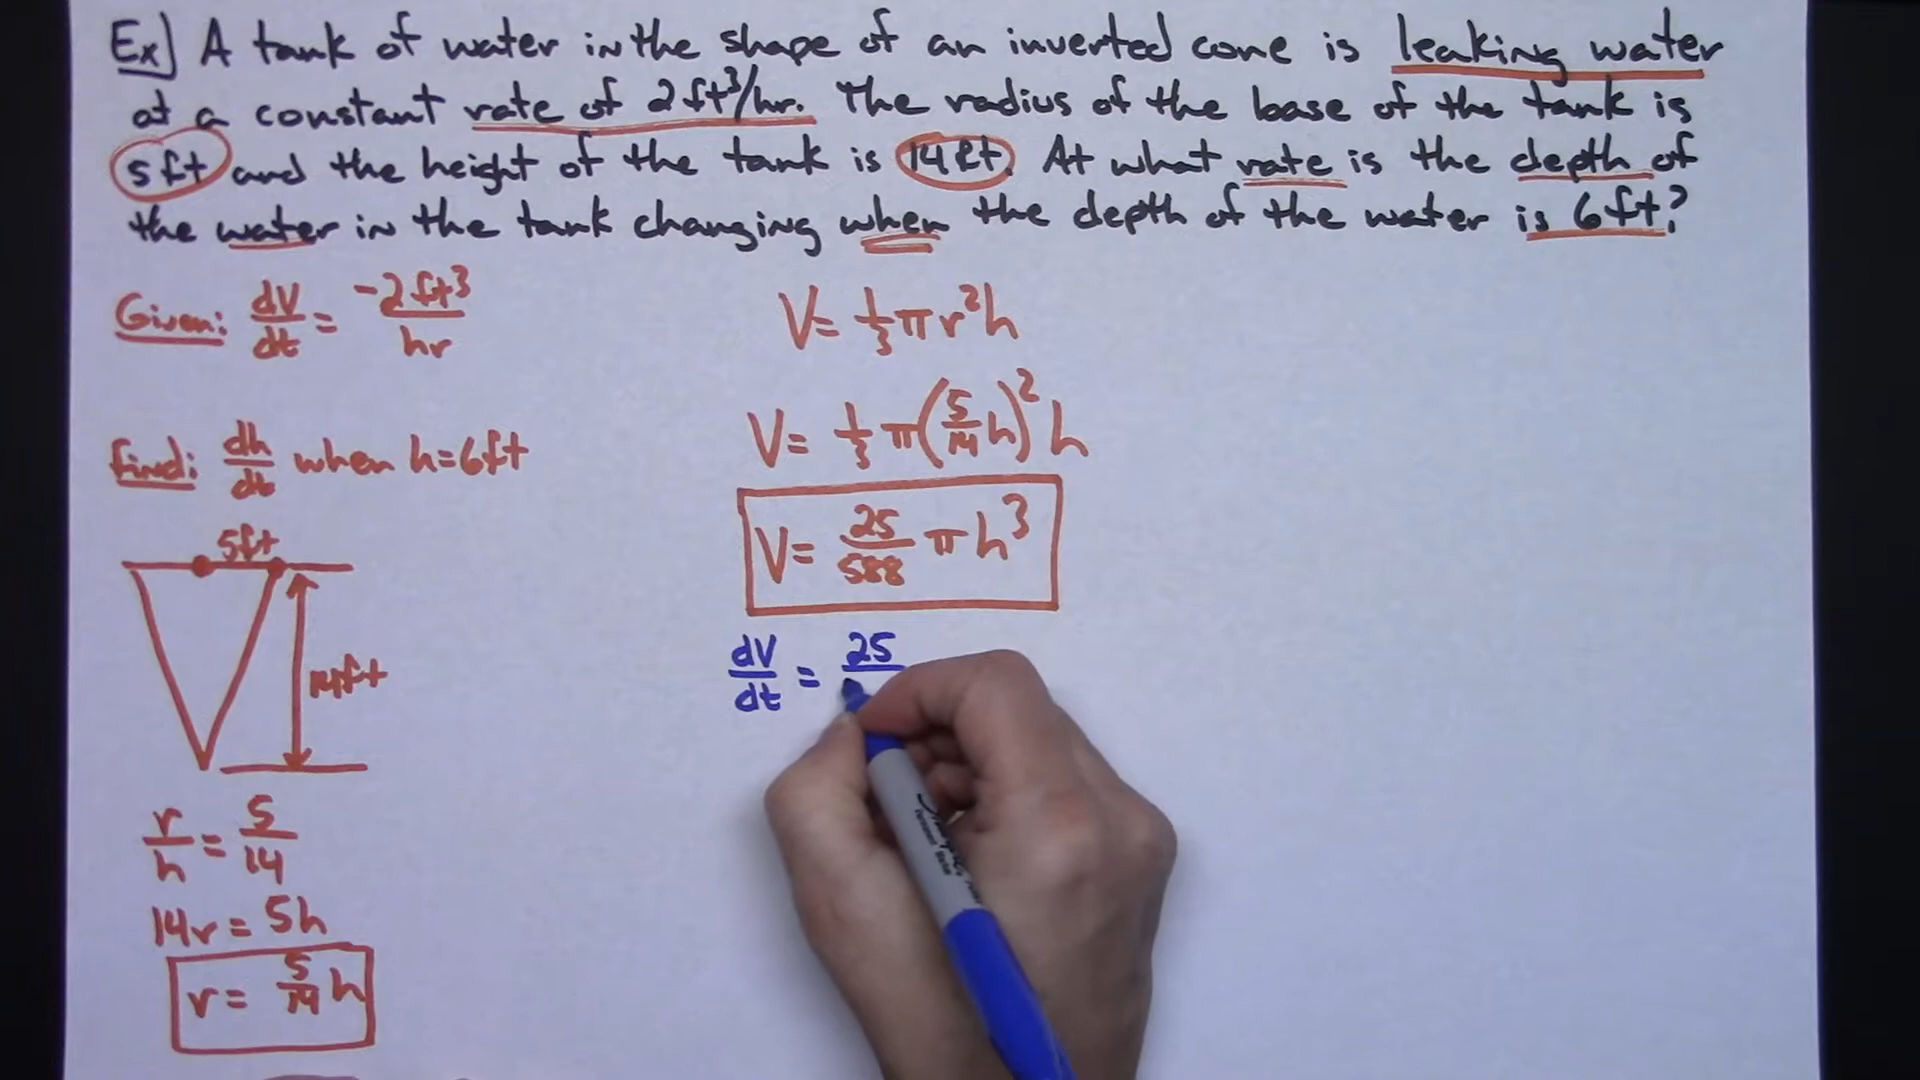 Ex] A tank of water in the shape of an inverted cone is leaking water
at a constant rate of 2ft³/hr. The radius of the base of the tank is
5ft and the height of the tank is 14ft. At what rate is the depth of
the water in the tank changing when the depth of the water is 6ft?
Given: dV/dt = -2ft³/hr
Find: dh/dt when h=6ft
5ft
14ft
r/h = 5/14
14r = 5h
r = 5/14 h
V = 1/3 πr²h
V = 1/3 π(5/14 h)² h
V = 25/588 πh³
dV/dt = 25